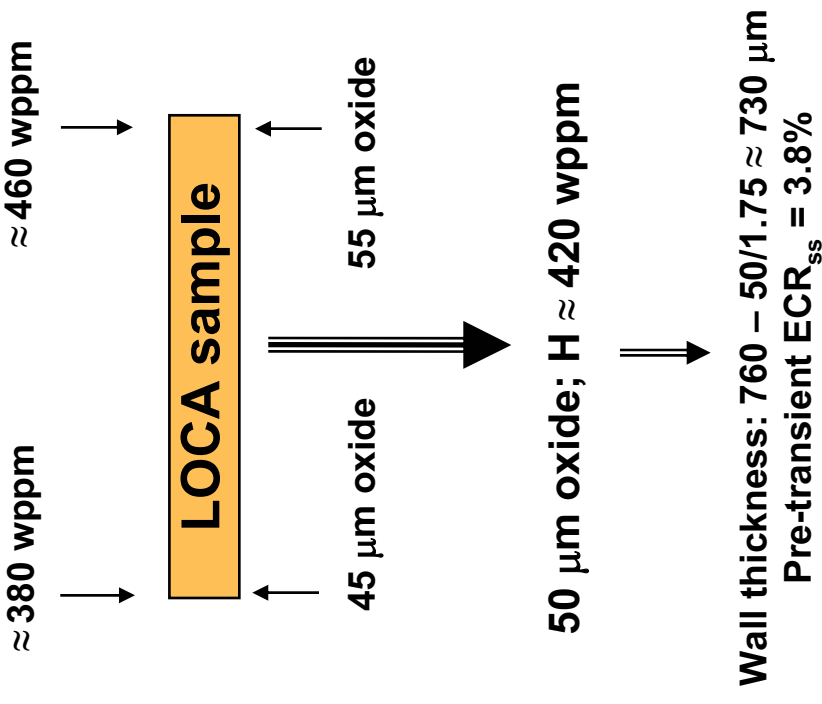 ≈ 380 wppm
≈ 460 wppm
LOCA sample
45 μm oxide
55 μm oxide
50 μm oxide; H ≈ 420 wppm
Wall thickness: 760 – 50/1.75 ≈ 730 μm
Pre-transient ECRss = 3.8%